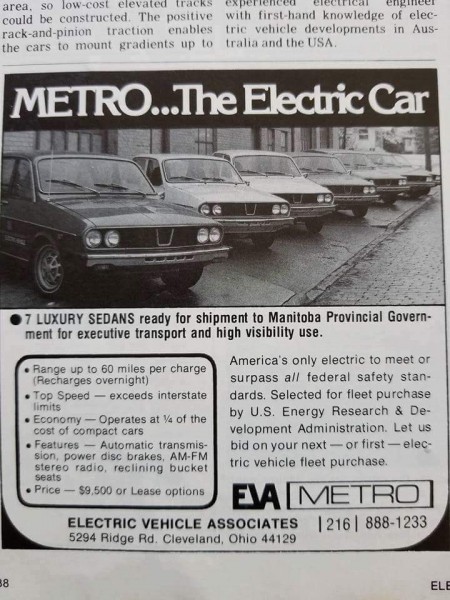 area, so low-cost elevated tracks
could be constructed. The positive
rack-and-pinion traction enables
the cars to mount gradients up to
experienced electrical engineer
with first-hand knowledge of elec-
tric vehicle developments in Aus-
tralia and the USA.
METRO...The Electric Car
● 7 LUXURY SEDANS ready for shipment to Manitoba Provincial Govern-
ment for executive transport and high visibility use.
• Range up to 60 miles per charge
(Recharges overnight)
• Top Speed — exceeds interstate
limits
• Economy — Operates at ¼ of the
cost of compact cars
• Features — Automatic transmis-
sion, power disc brakes, AM-FM
stereo radio, reclining bucket
seats
• Price — $9,500 or Lease options
America's only electric to meet or
surpass all federal safety stan-
dards. Selected for fleet purchase
by U.S. Energy Research & De-
velopment Administration. Let us
bid on your next — or first — elec-
tric vehicle fleet purchase.
EVA METRO
ELECTRIC VEHICLE ASSOCIATES |216| 888-1233
5294 Ridge Rd. Cleveland, Ohio 44129
38
ELE